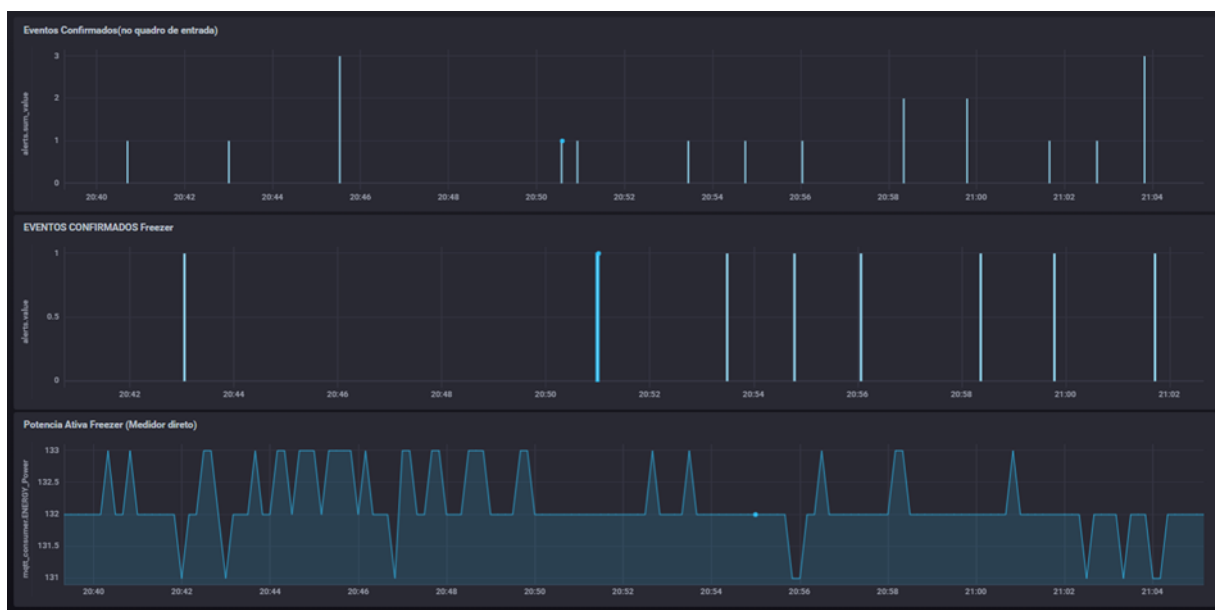 Eventos Confirmados(no quadro de entrada)
alerts.sum_value
3
2
1
0
20:40 20:42 20:44 20:46 20:48 20:50 20:52 20:54 20:56 20:58 21:00 21:02 21:04
EVENTOS CONFIRMADOS Freezer
alerts.value
1
0.5
0
20:42 20:44 20:46 20:48 20:50 20:52 20:54 20:56 20:58 21:00 21:02
Potencia Ativa Freezer (Medidor direto)
mqtt_consumer.ENERGY_Power
133
132.5
132
131.5
131
20:40 20:42 20:44 20:46 20:48 20:50 20:52 20:54 20:56 20:58 21:00 21:02 21:04